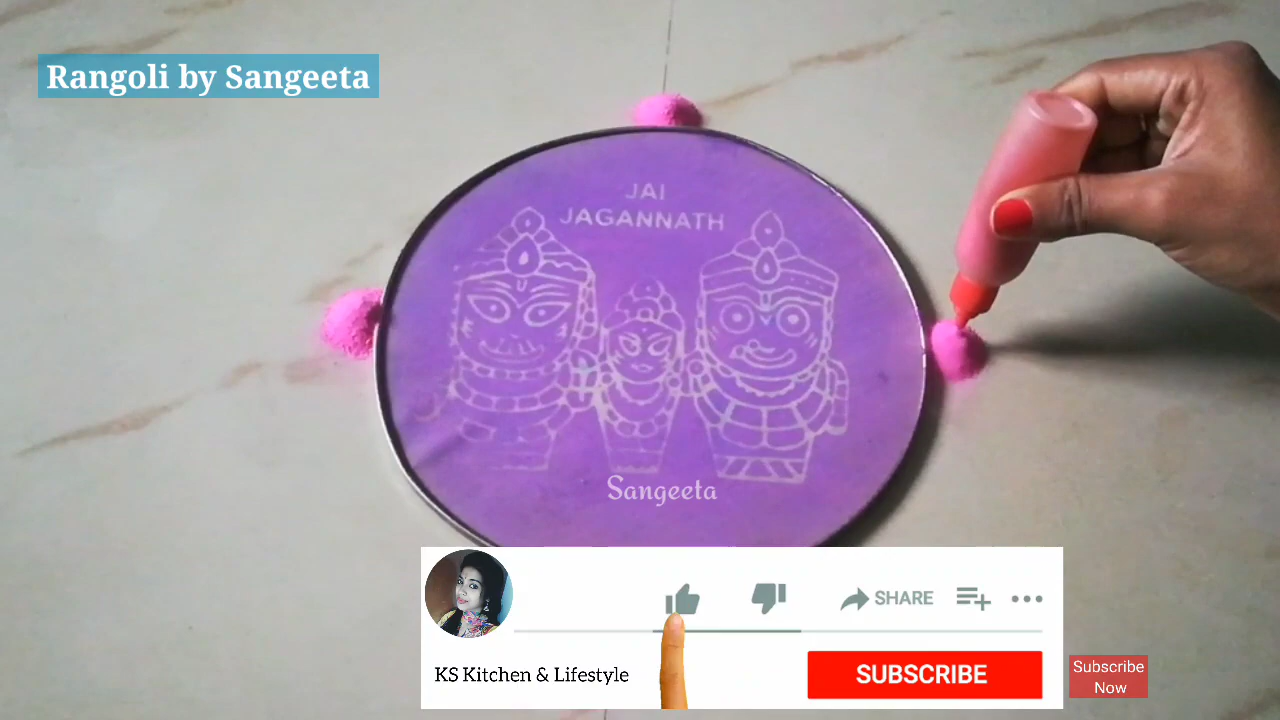 Rangoli by Sangeeta
JAI
JAGANNATH
Sangeeta
SHARE
KS Kitchen & Lifestyle
SUBSCRIBE
Subscribe
Now